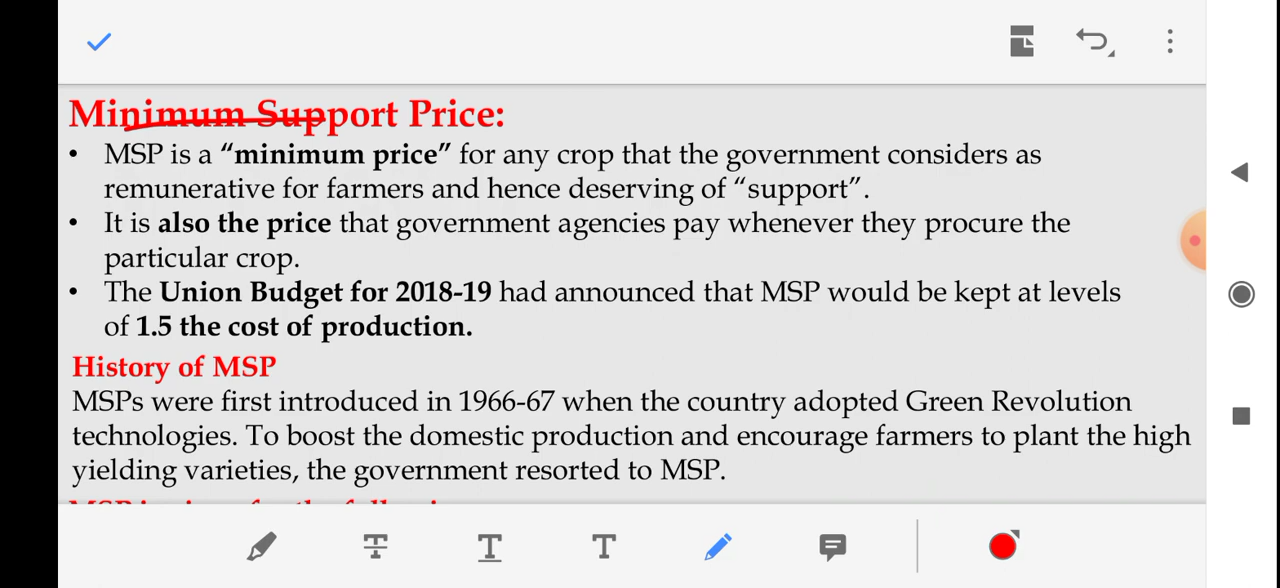 Minimum Support Price:
• MSP is a “minimum price” for any crop that the government considers as
remunerative for farmers and hence deserving of “support”.
• It is also the price that government agencies pay whenever they procure the
particular crop.
• The Union Budget for 2018-19 had announced that MSP would be kept at levels
of 1.5 the cost of production.
History of MSP
MSPs were first introduced in 1966-67 when the country adopted Green Revolution
technologies. To boost the domestic production and encourage farmers to plant the high
yielding varieties, the government resorted to MSP.